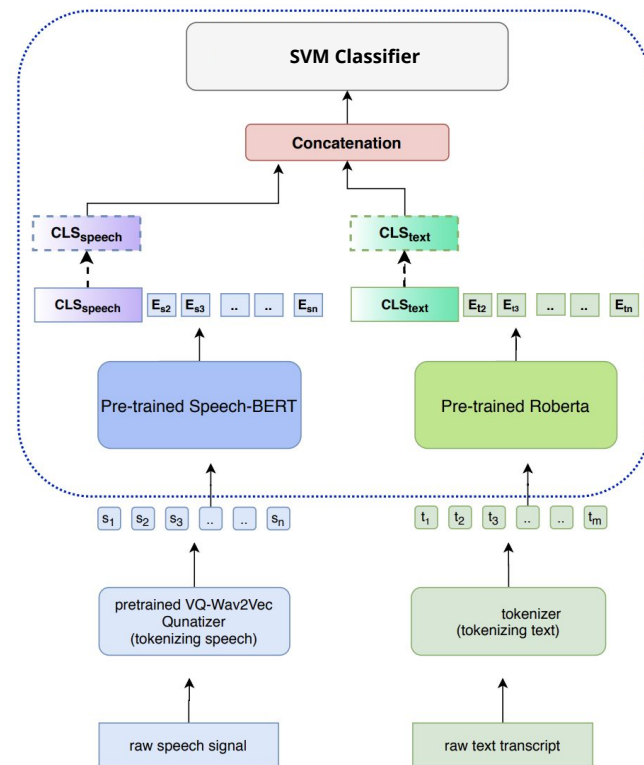 SVM Classifier
Concatenation
CLSspeech
CLStext
CLSspeech Es2 Es3 .. .. Esn
CLStext Et2 Et3 .. .. Etn
Pre-trained Speech-BERT
Pre-trained Roberta
s1 s2 s3 .. .. sn
t1 t2 t3 .. .. tm
pretrained VQ-Wav2Vec
Qunatizer
(tokenizing speech)
tokenizer
(tokenizing text)
raw speech signal
raw text transcript